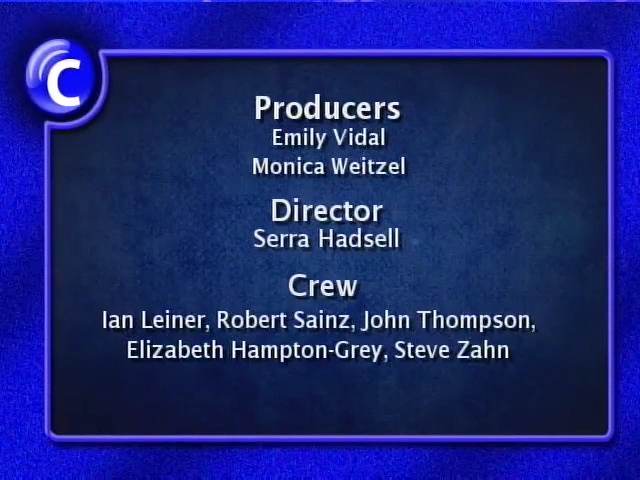 C
Producers
Emily Vidal
Monica Weitzel
Director
Serra Hadsell
Crew
Ian Leiner, Robert Sainz, John Thompson,
Elizabeth Hampton-Grey, Steve Zahn